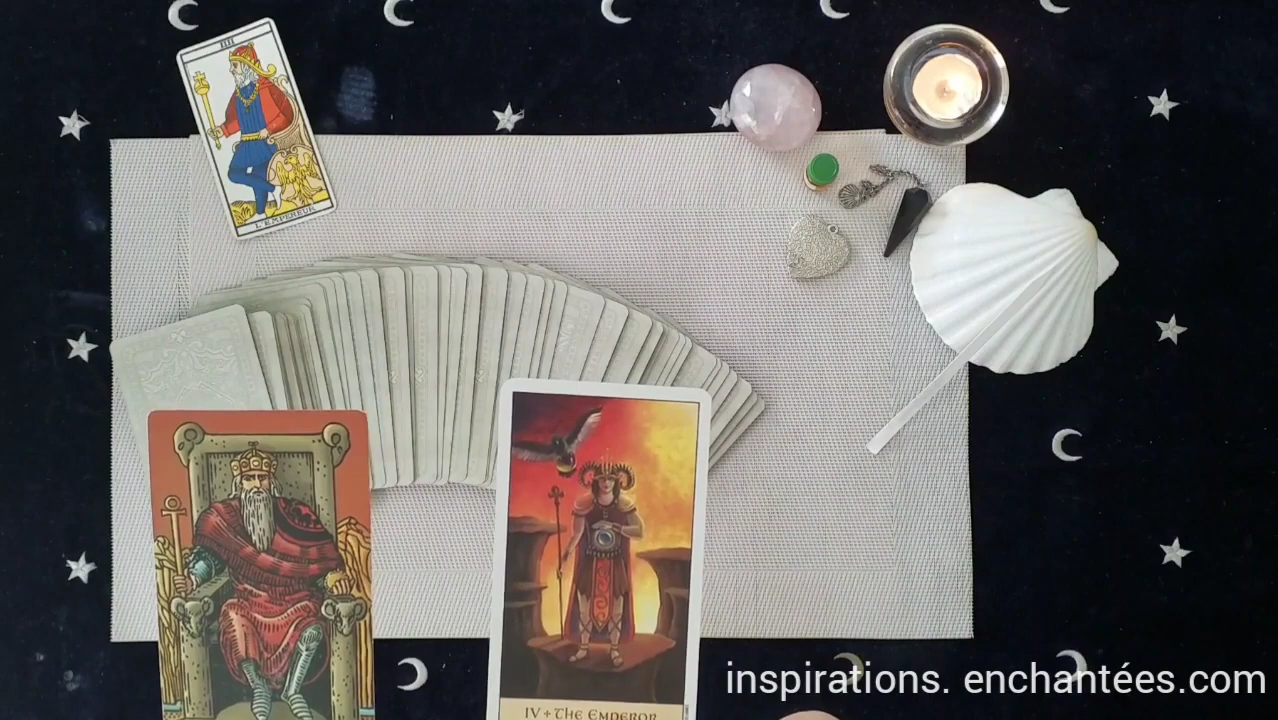 IIII
L'EMPEREUR
IV + THE EMPEROR
inspirations. enchantées.com